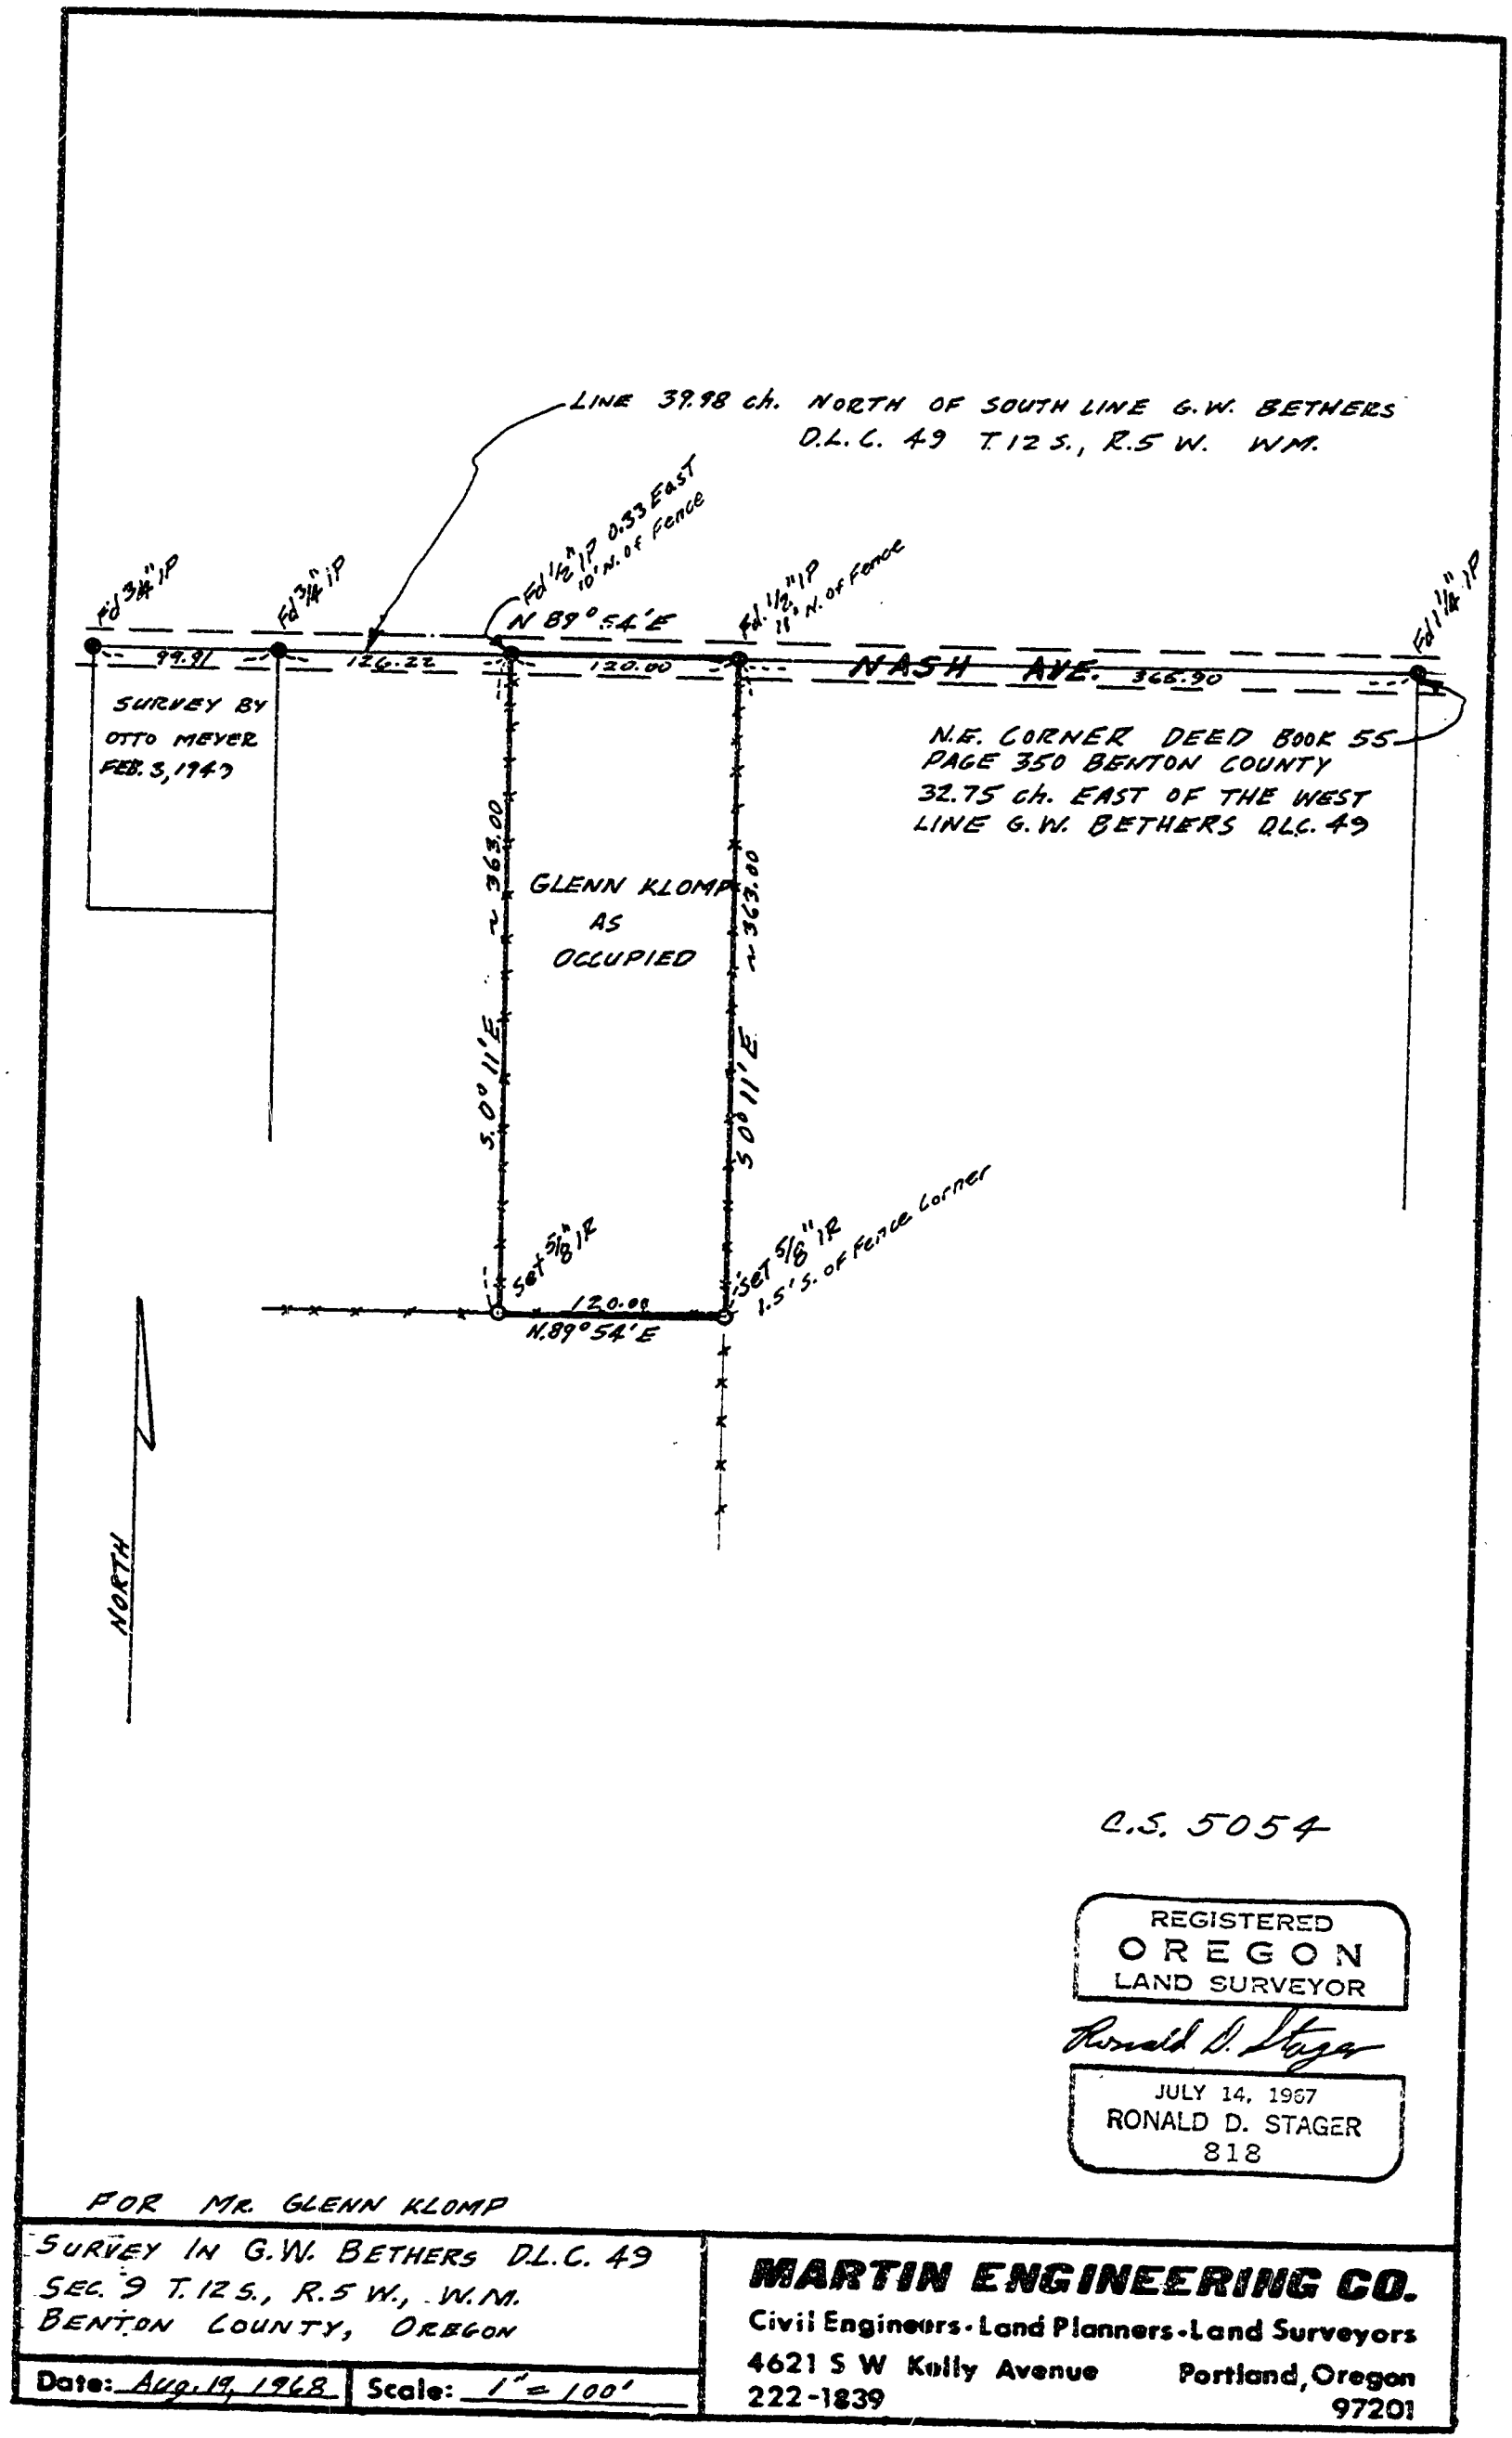 LINE 39.98 ch. NORTH OF SOUTH LINE G.W. BETHERS
D.L.C. 49 T.12 S., R.5 W. WM.
Fd 3/4" IP
Fd 3/4" IP
Fd 1/2" IP 0.33 EAST
10' N. of Fence
Fd. 1/2" IP
N. of Fence
Fd 1 1/4" IP
N 89° 54' E
99.91
126.22
120.00
NASH AVE.
366.90
SURVEY BY
OTTO MEYER
FEB. 3,
N.E. CORNER DEED BOOK 55
PAGE 350 BENTON COUNTY
32.75 ch. EAST OF THE WEST
LINE G.W. BETHERS D.L.C. 49
S. 0° 11' E ~ 363.00
GLENN KLOMP
AS
OCCUPIED
S 0° 11' E ~ 363.00
Set 5/8" IR
Set 5/8" IR
1.5' S. of Fence Corner
120.00
N. 89° 54' E
NORTH
C.S. 5054
REGISTERED
OREGON
LAND SURVEYOR
Ronald D. Stager
JULY 14, 1967
RONALD D. STAGER
818
FOR MR. GLENN KLOMP
SURVEY IN G.W. BETHERS D.L.C. 49
SEC. 9 T. 12 S., R. 5 W., W.M.
BENTON COUNTY, OREGON
Date: Aug. 19, 1968
Scale: 1" = 100'
MARTIN ENGINEERING CO.
Civil Engineers-Land Planners-Land Surveyors
4621 S W Kelly Avenue Portland, Oregon
222-1839 97201